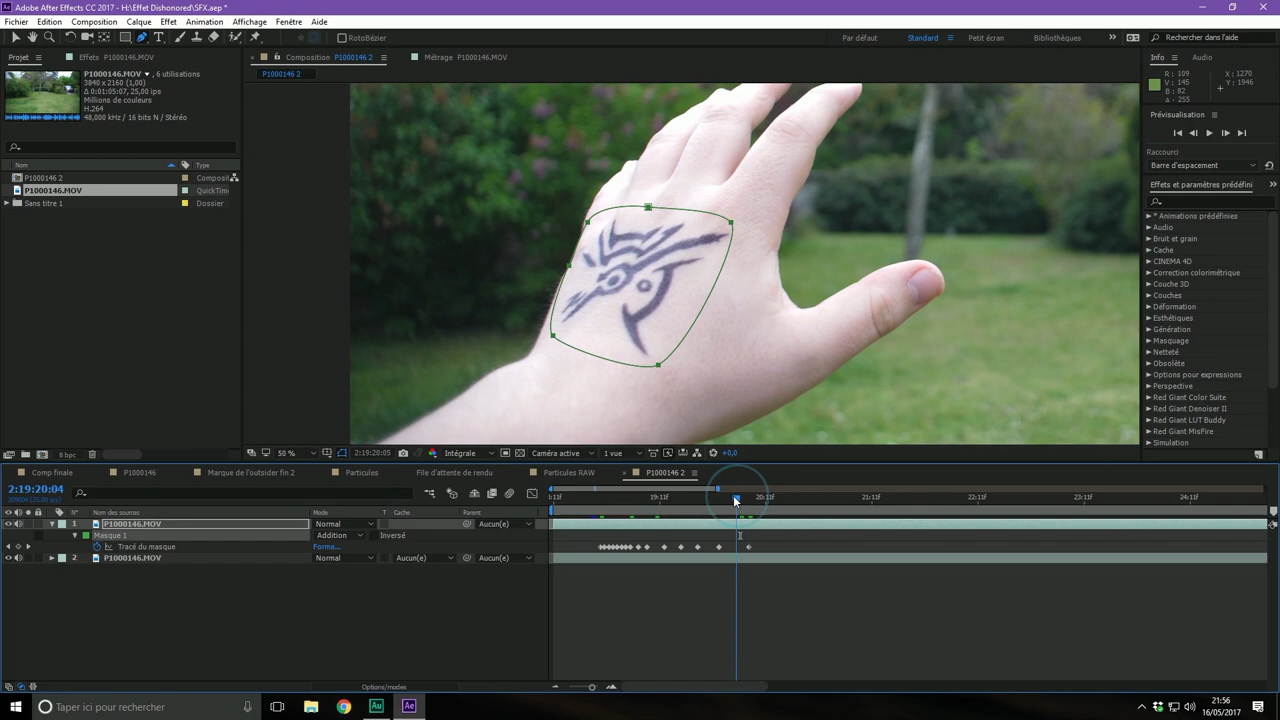 Adobe After Effects CC 2017 - H:\Effet Dishonored\SFX.aep *
Fichier Edition Composition Calque Effet Animation Affichage Fenêtre Aide
RotoBézier Par défaut Standard Petit écran Bibliothèques Rechercher dans l'aide
Projet Effets P1000146.MOV Composition P1000146 2 Métrage P1000146.MOV Info Audio
P1000146.MOV , 6 utilisations
3840 x 2160 (1,00)
Δ 0:01:05:07, 25,00 ips
Millions de couleurs
H.264
48,000 kHz / 16 bits N / Stéréo
P1000146 2
R : 109
V : 145
B : 82
a : 255
X : 1270
Y : 1946
Prévisualisation
Raccourci
Barre d'espacement
Nom Type
P1000146 2 Composit
P1000146.MOV QuickTim
Sans titre 1 Dossier
Effets et paramètres prédéfini
* Animations prédéfinies
Audio
Bruit et grain
Cache
CINEMA 4D
Correction colorimétrique
Couche 3D
Couches
Déformation
Esthétiques
Génération
Masquage
Netteté
Obsolète
Options pour expressions
Perspective
Red Giant Color Suite
Red Giant Denoiser II
Red Giant LUT Buddy
Red Giant MisFire
Simulation
8 bpc 50 % 2:19:20:05 Intégrale Caméra active 1 vue +0,0
Comp finale P1000146 Marque de l'outsider fin 2 Particules File d'attente de rendu Particules RAW P1000146 2
2:19:20:04
N° Nom des sources Mode T Cache Parent
:11f 19:11f 20:11f 21:11f 22:11f 23:11f 24:11f
1 P1000146.MOV Normal Aucun(e)
Masque 1 Addition Inversé
Tracé du masque Forme...
2 P1000146.MOV Normal Aucun(e) Aucun(e)
Options/modes
Taper ici pour rechercher
Au Ae
21:56
16/05/2017